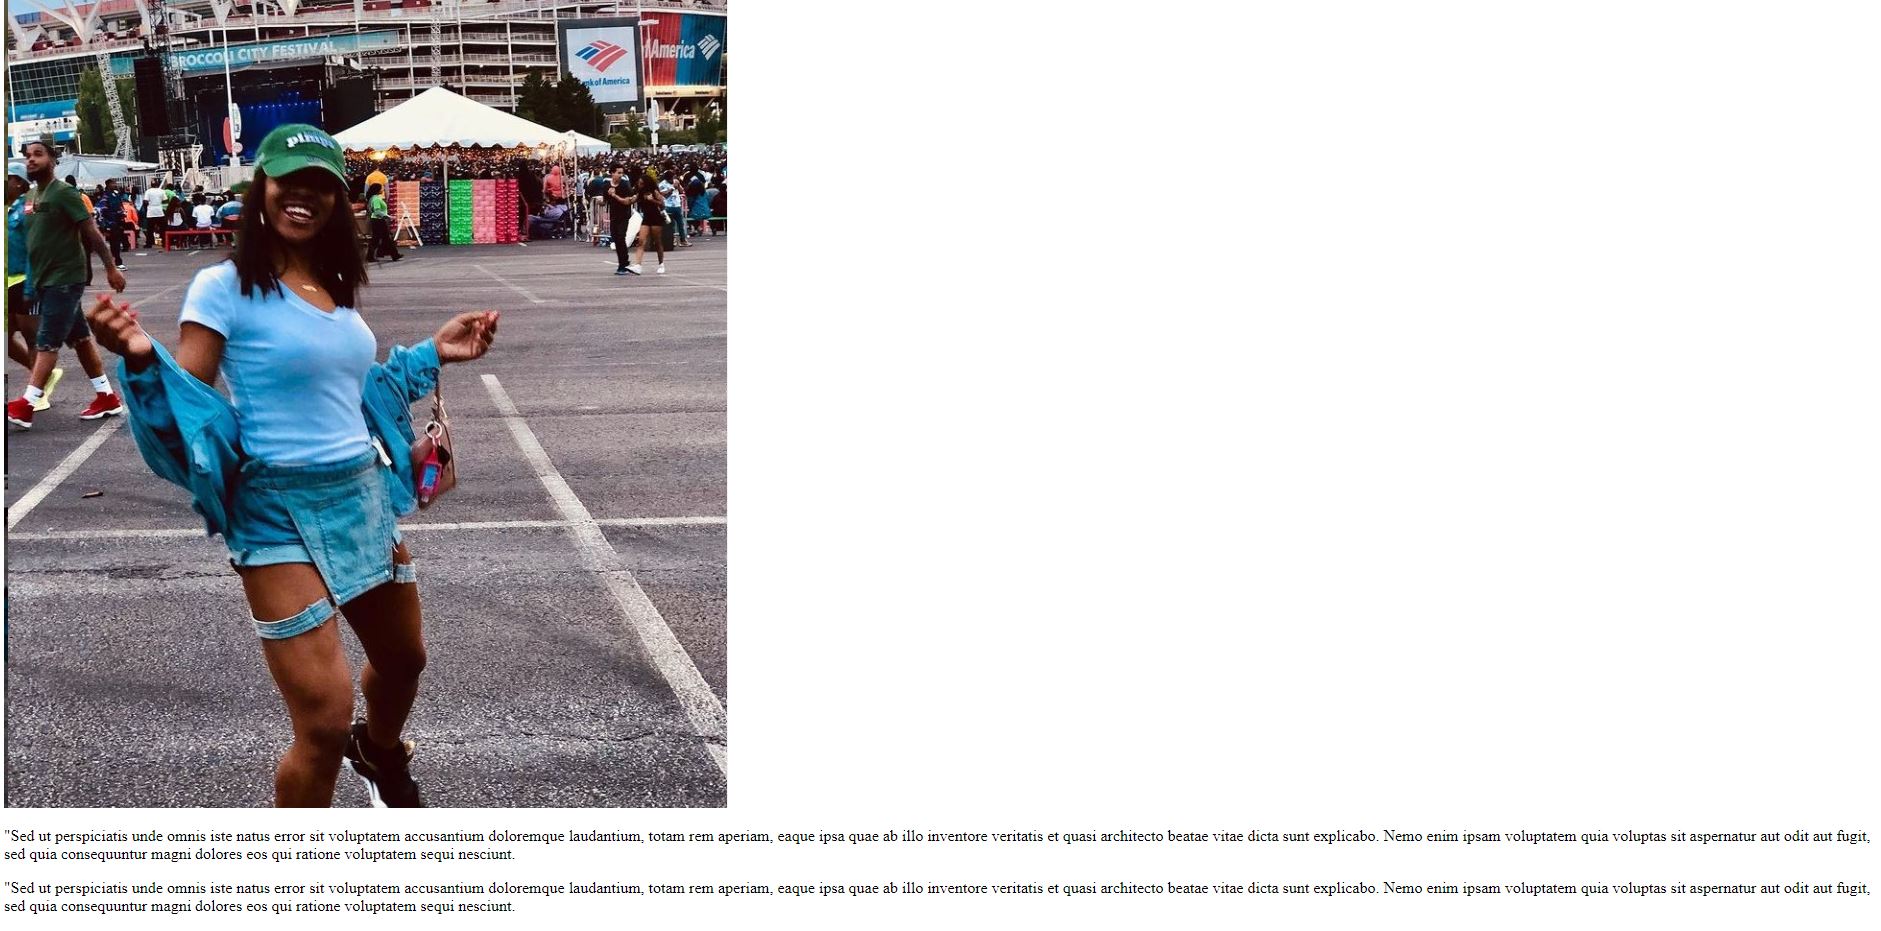 BROCCOLI CITY FESTIVAL
Bank of America
America
"Sed ut perspiciatis unde omnis iste natus error sit voluptatem accusantium doloremque laudantium, totam rem aperiam, eaque ipsa quae ab illo inventore veritatis et quasi architecto beatae vitae dicta sunt explicabo. Nemo enim ipsam voluptatem quia voluptas sit aspernatur aut odit aut fugit,
sed quia consequuntur magni dolores eos qui ratione voluptatem sequi nesciunt.
"Sed ut perspiciatis unde omnis iste natus error sit voluptatem accusantium doloremque laudantium, totam rem aperiam, eaque ipsa quae ab illo inventore veritatis et quasi architecto beatae vitae dicta sunt explicabo. Nemo enim ipsam voluptatem quia voluptas sit aspernatur aut odit aut fugit,
sed quia consequuntur magni dolores eos qui ratione voluptatem sequi nesciunt.